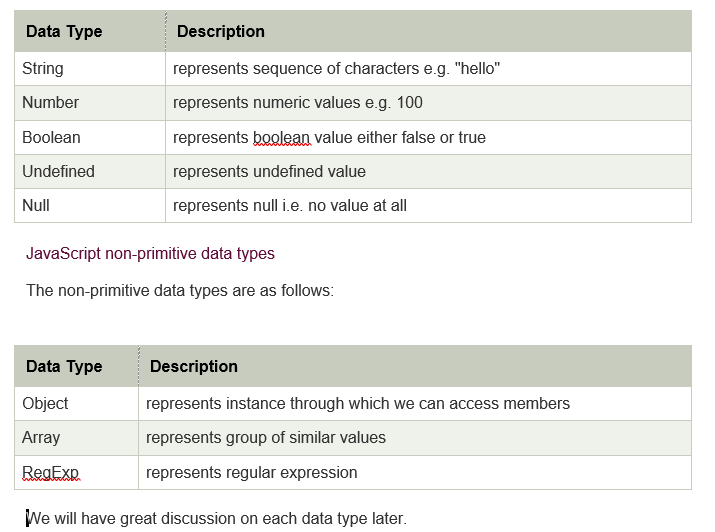 Data Type Description
String represents sequence of characters e.g. "hello"
Number represents numeric values e.g. 100
Boolean represents boolean value either false or true
Undefined represents undefined value
Null represents null i.e. no value at all
JavaScript non-primitive data types
The non-primitive data types are as follows:
Data Type Description
Object represents instance through which we can access members
Array represents group of similar values
RegExp represents regular expression
We will have great discussion on each data type later.